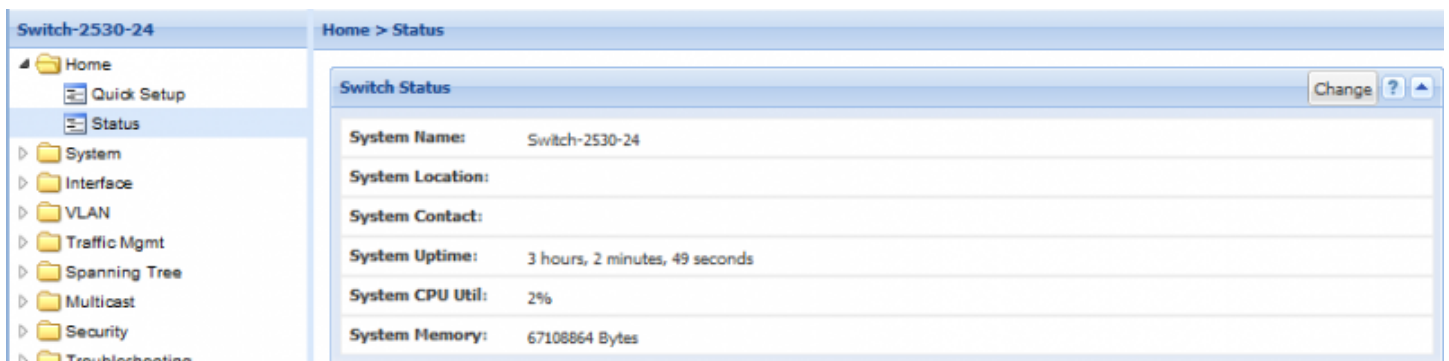 Switch-2530-24
Home
Quick Setup
Status
System
Interface
VLAN
Traffic Mgmt
Spanning Tree
Multicast
Security
Troubleshooting
Home > Status
Switch Status
Change ?
System Name: Switch-2530-24
System Location:
System Contact:
System Uptime: 3 hours, 2 minutes, 49 seconds
System CPU Util: 2%
System Memory: 67108864 Bytes